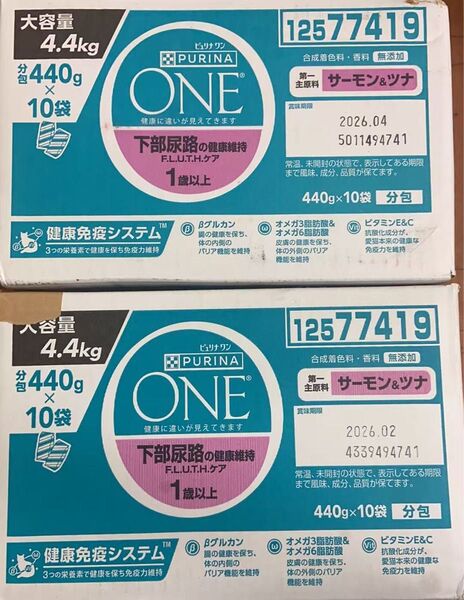 大容量
4.4kg
分包 440g
×
10袋
ピュリナ ワン
PURINA
ONE®
健康に違いが見えてきます
下部尿路の健康維持
F.L.U.T.H.ケア
1歳以上
12577419
合成着色料・香料 無添加
第一主原料 サーモン&ツナ
賞味期限
2026.04
5011494741
常温、未開封の状態で、表示してある期限
まで風味、成分、品質が保てます。
440g×10袋 分包
健康免疫システム™
3つの栄養素で健康を保ち免疫力維持
β βグルカン
腸の健康を保ち、
体の内側の
バリア機能を維持
ω オメガ3脂肪酸&
オメガ6脂肪酸
皮膚の健康を保ち、
体の外側のバリア
機能を維持
Vit ビタミンE&C
抗酸化成分が、
愛猫本来の健康な
免疫力を維持
大容量
4.4kg
分包 440g
×
10袋
ピュリナ ワン
PURINA
ONE®
健康に違いが見えてきます
下部尿路の健康維持
F.L.U.T.H.ケア
1歳以上
12577419
合成着色料・香料 無添加
第一主原料 サーモン&ツナ
賞味期限
2026.02
4339494741
常温、未開封の状態で、表示してある期限
まで風味、成分、品質が保てます。
440g×10袋 分包
健康免疫システム™
3つの栄養素で健康を保ち免疫力維持
β βグルカン
腸の健康を保ち、
体の内側の
バリア機能を維持
ω オメガ3脂肪酸&
オメガ6脂肪酸
皮膚の健康を保ち、
体の外側のバリア
機能を維持
Vit ビタミンE&C
抗酸化成分が、
愛猫本来の健康な
免疫力を維持